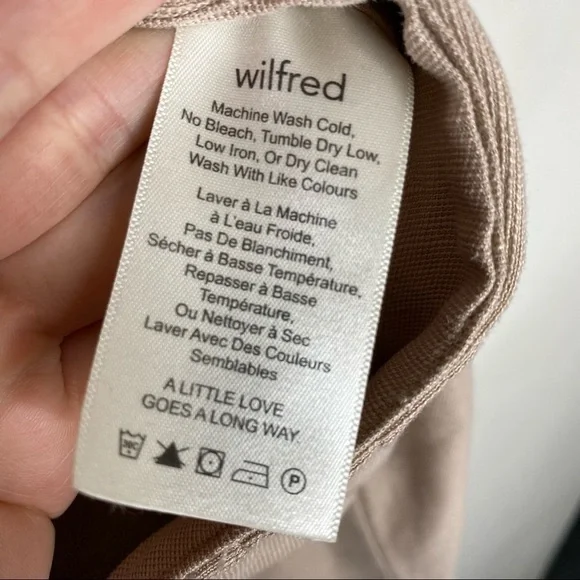 wilfred
Machine Wash Cold,
No Bleach, Tumble Dry Low,
Low Iron, Or Dry Clean
Wash With Like Colours
Laver à La Machine
à L'eau Froide,
Pas De Blanchiment,
Sécher à Basse Température,
Repasser à Basse
Température,
Ou Nettoyer à Sec
Laver Avec Des Couleurs
Semblables
A LITTLE LOVE
GOES A LONG WAY.
30C
P